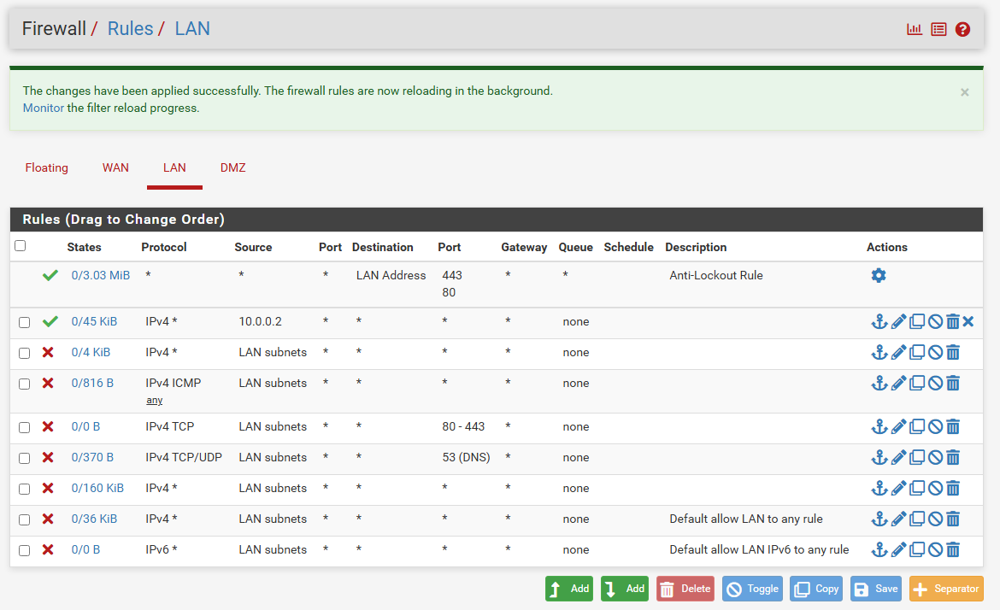 Firewall / Rules / LAN
The changes have been applied successfully. The firewall rules are now reloading in the background.
Monitor the filter reload progress.
×
Floating WAN LAN DMZ
Rules (Drag to Change Order)
States Protocol Source Port Destination Port Gateway Queue Schedule Description Actions
0/3.03 MiB * * * LAN Address 443 * * Anti-Lockout Rule
80
0/45 KiB IPv4 * 10.0.0.2 * * * * none
0/4 KiB IPv4 * LAN subnets * * * * none
0/816 B IPv4 ICMP LAN subnets * * * * none
any
0/0 B IPv4 TCP LAN subnets * * 80 - 443 * none
0/370 B IPv4 TCP/UDP LAN subnets * * 53 (DNS) * none
0/160 KiB IPv4 * LAN subnets * * * * none
0/36 KiB IPv4 * LAN subnets * * * * none Default allow LAN to any rule
0/0 B IPv6 * LAN subnets * * * * none Default allow LAN IPv6 to any rule
Add Add Delete Toggle Copy Save Separator